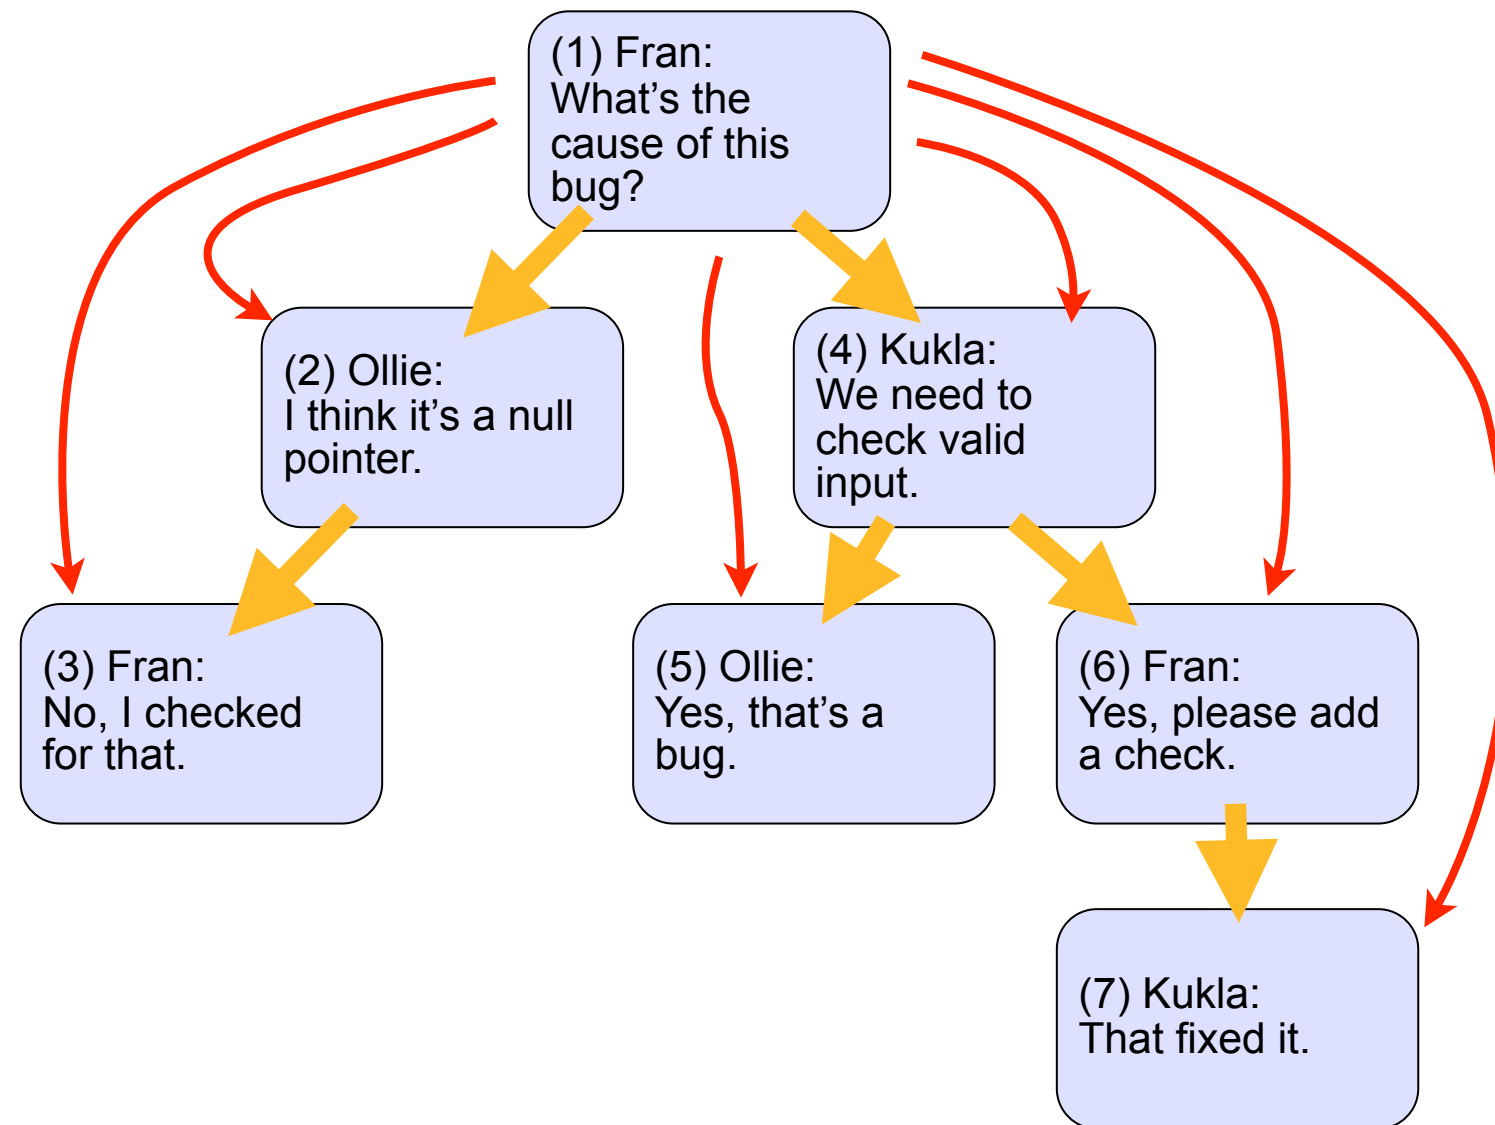 (1) Fran:
What’s the
cause of this
bug?
(2) Ollie:
I think it’s a null
pointer.
(4) Kukla:
We need to
check valid
input.
(3) Fran:
No, I checked
for that.
(5) Ollie:
Yes, that’s a
bug.
(6) Fran:
Yes, please add
a check.
(7) Kukla:
That fixed it.